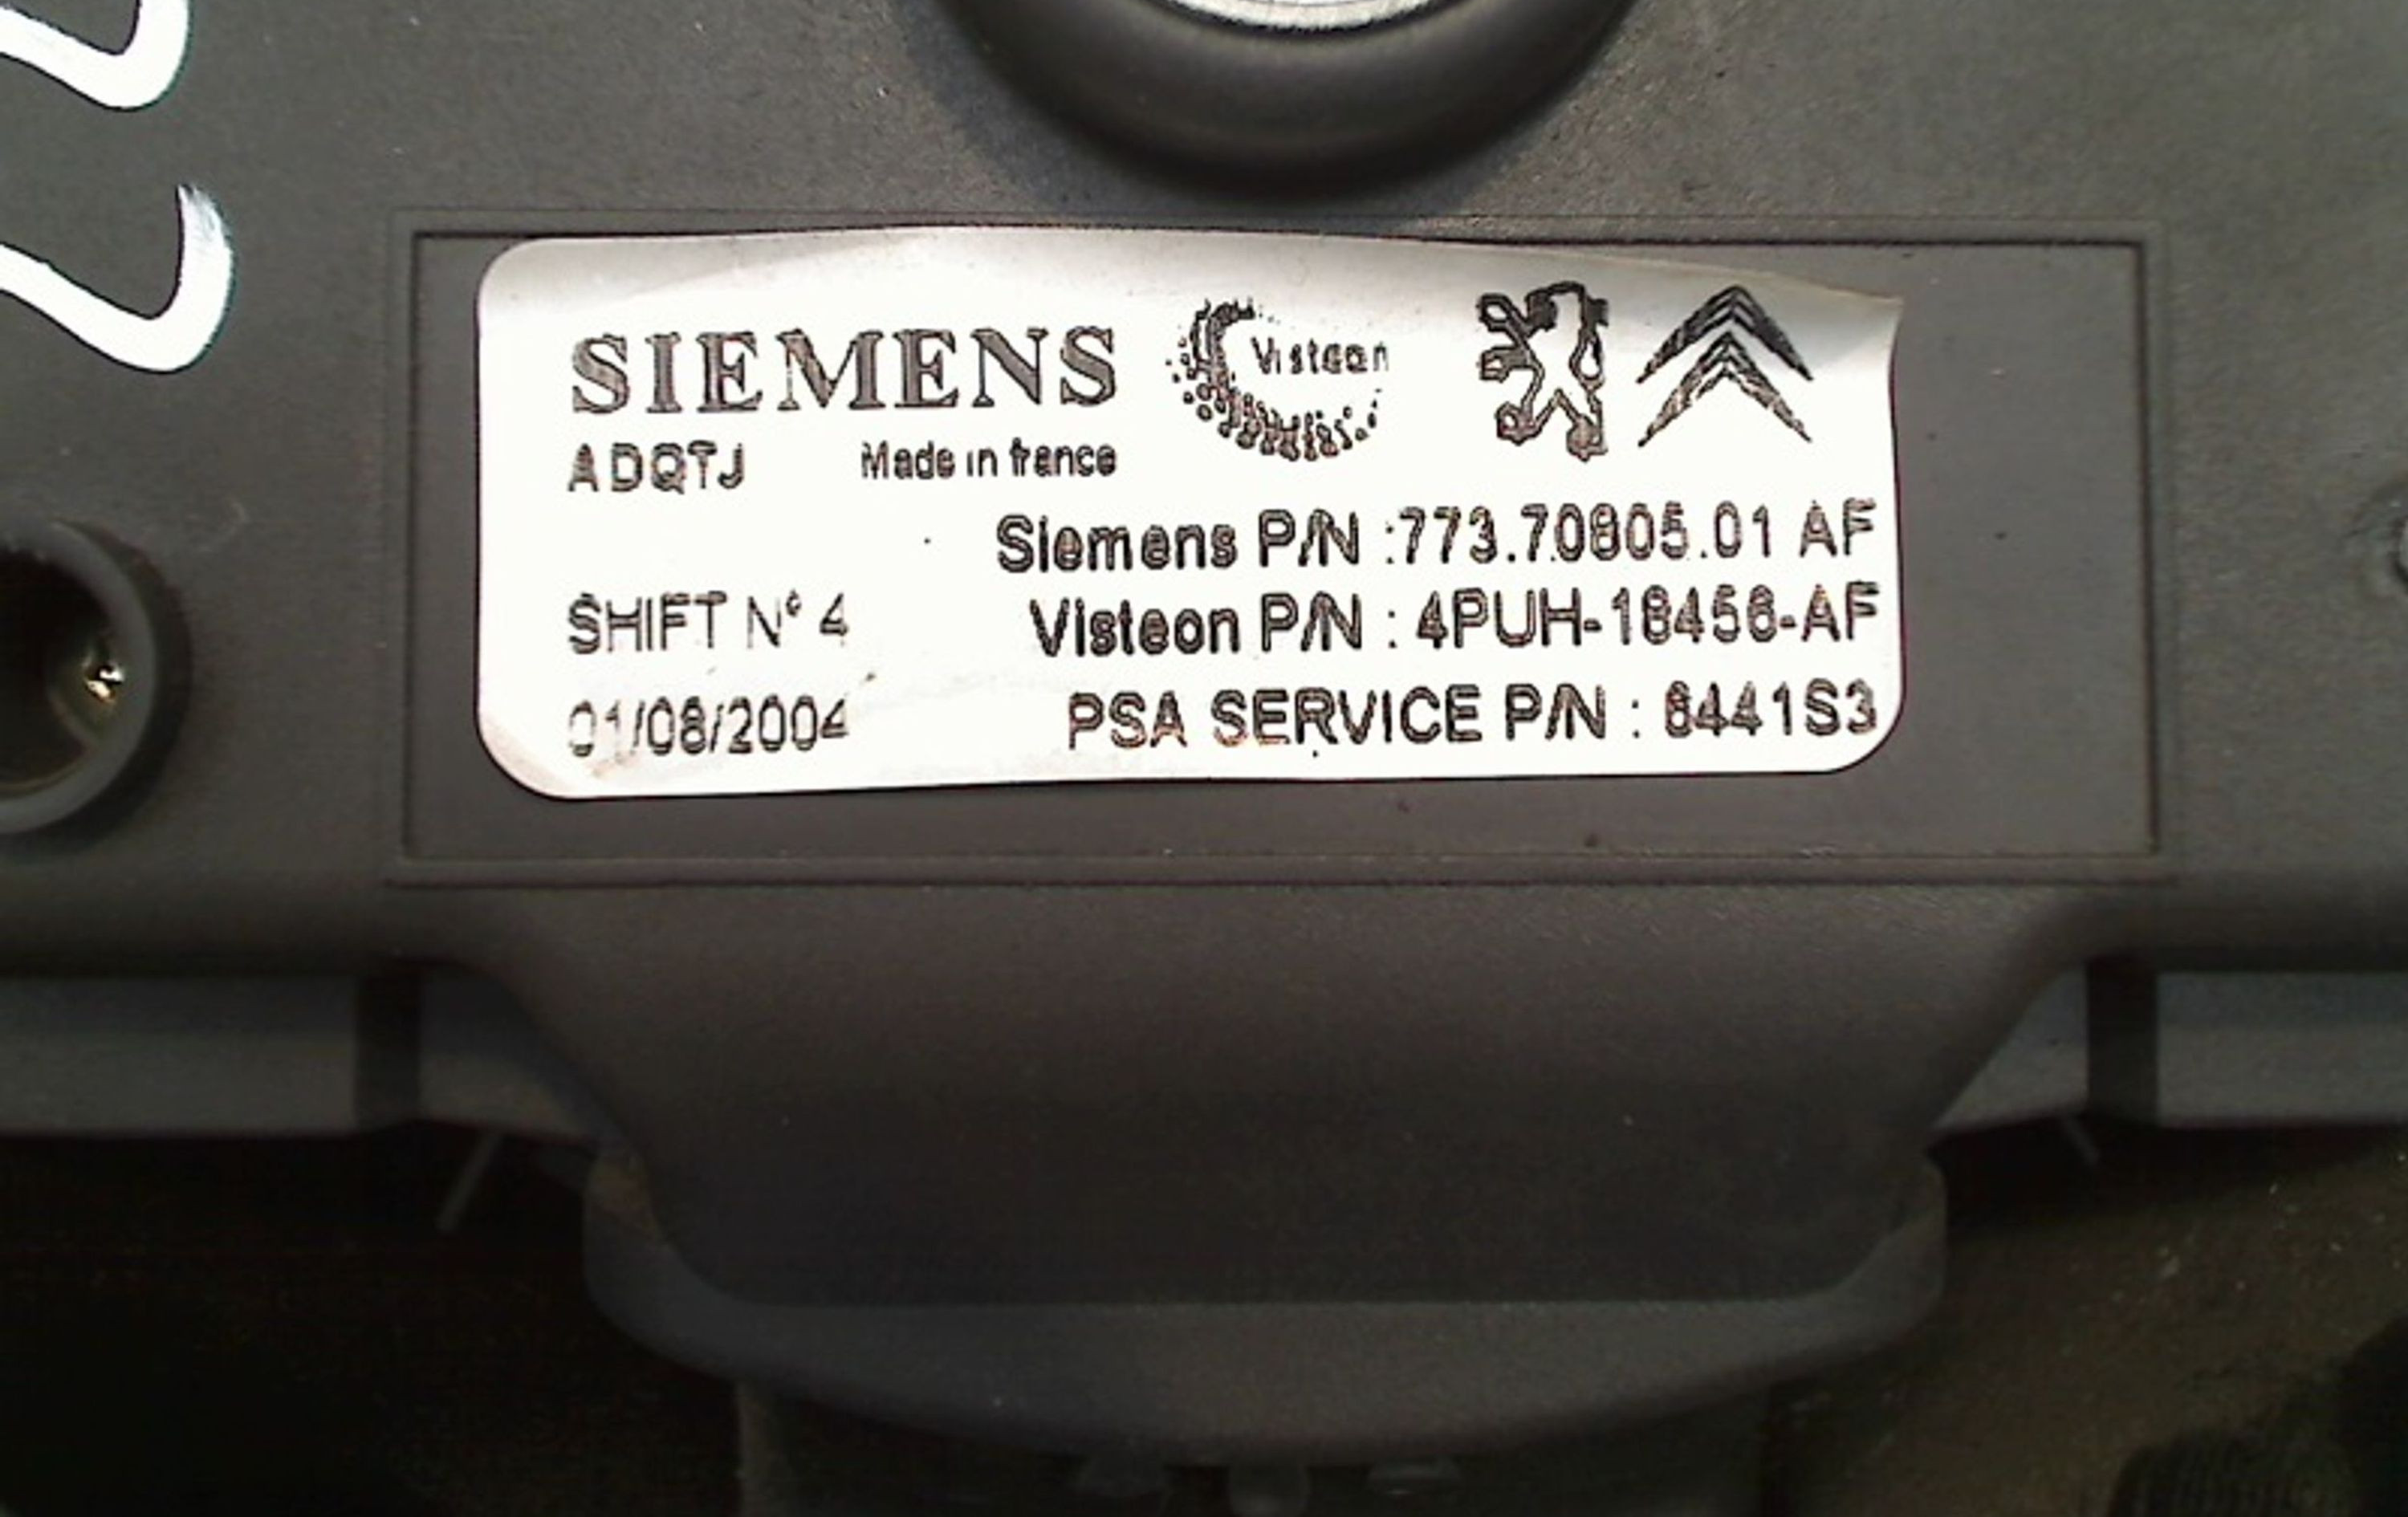 SIEMENS Visteon
ADQTJ Made in france
Siemens P/N :773.70805.01 AF
SHIFT N° 4 Visteon P/N : 4PUH-18456-AF
01/08/2004 PSA SERVICE P/N : 6441S3